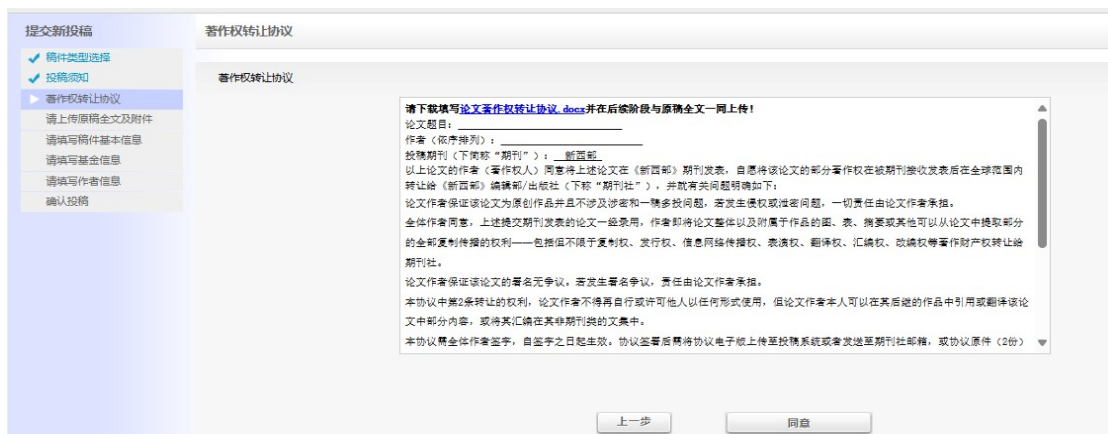 提交新投稿
稿件类型选择
投稿须知
著作权转让协议
请上传原稿全文及附件
请填写稿件基本信息
请填写基金信息
请填写作者信息
确认投稿
著作权转让协议
著作权转让协议
请下载填写论文著作权转让协议.docx并在后续阶段与原稿全文一同上传！
论文题目：
作者（依序排列）：
投稿期刊（下简称“期刊”）： 新西部
以上论文的作者（著作权人）同意将上述论文在《新西部》期刊发表，自愿将该论文的部分著作权在被期刊接收发表后在全球范围内
转让给《新西部》编辑部/出版社（下称“期刊社”），并就有关问题明确如下：
论文作者保证该论文为原创作品并且不涉及涉密和一稿多投问题，若发生侵权或泄密问题，一切责任由论文作者承担。
全体作者同意，上述提交期刊发表的论文一经录用，作者即将论文整体以及附属于作品的图、表、摘要或其他可以从论文中提取部分
的全部复制传播的权利——包括但不限于复制权、发行权、信息网络传播权、表演权、翻译权、汇编权、改编权等著作财产权转让给
期刊社。
论文作者保证该论文的署名无争议。若发生署名争议，责任由论文作者承担。
本协议中第2条转让的权利，论文作者不得再自行或许可他人以任何形式使用，但论文作者本人可以在其后继的作品中引用或翻译该论
文中部分内容，或将其汇编在其非期刊类的文集中。
本协议需全体作者签字，自签字之日起生效。协议签署后需将协议电子版上传至投稿系统或者发送至期刊社邮箱，或协议原件（2份）
上一步
同意